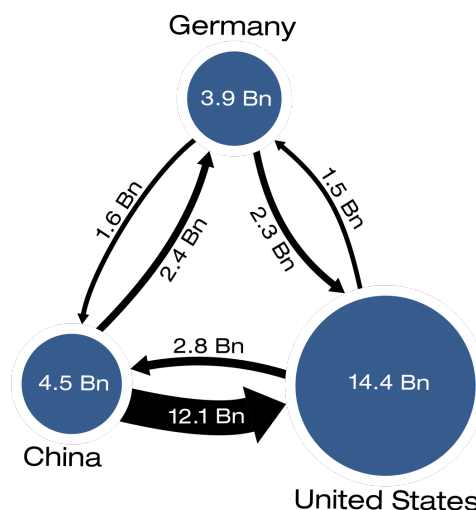 Germany
3.9 Bn
1.6 Bn
2.4 Bn
2.3 Bn
1.5 Bn
2.8 Bn
4.5 Bn
14.4 Bn
12.1 Bn
China
United States